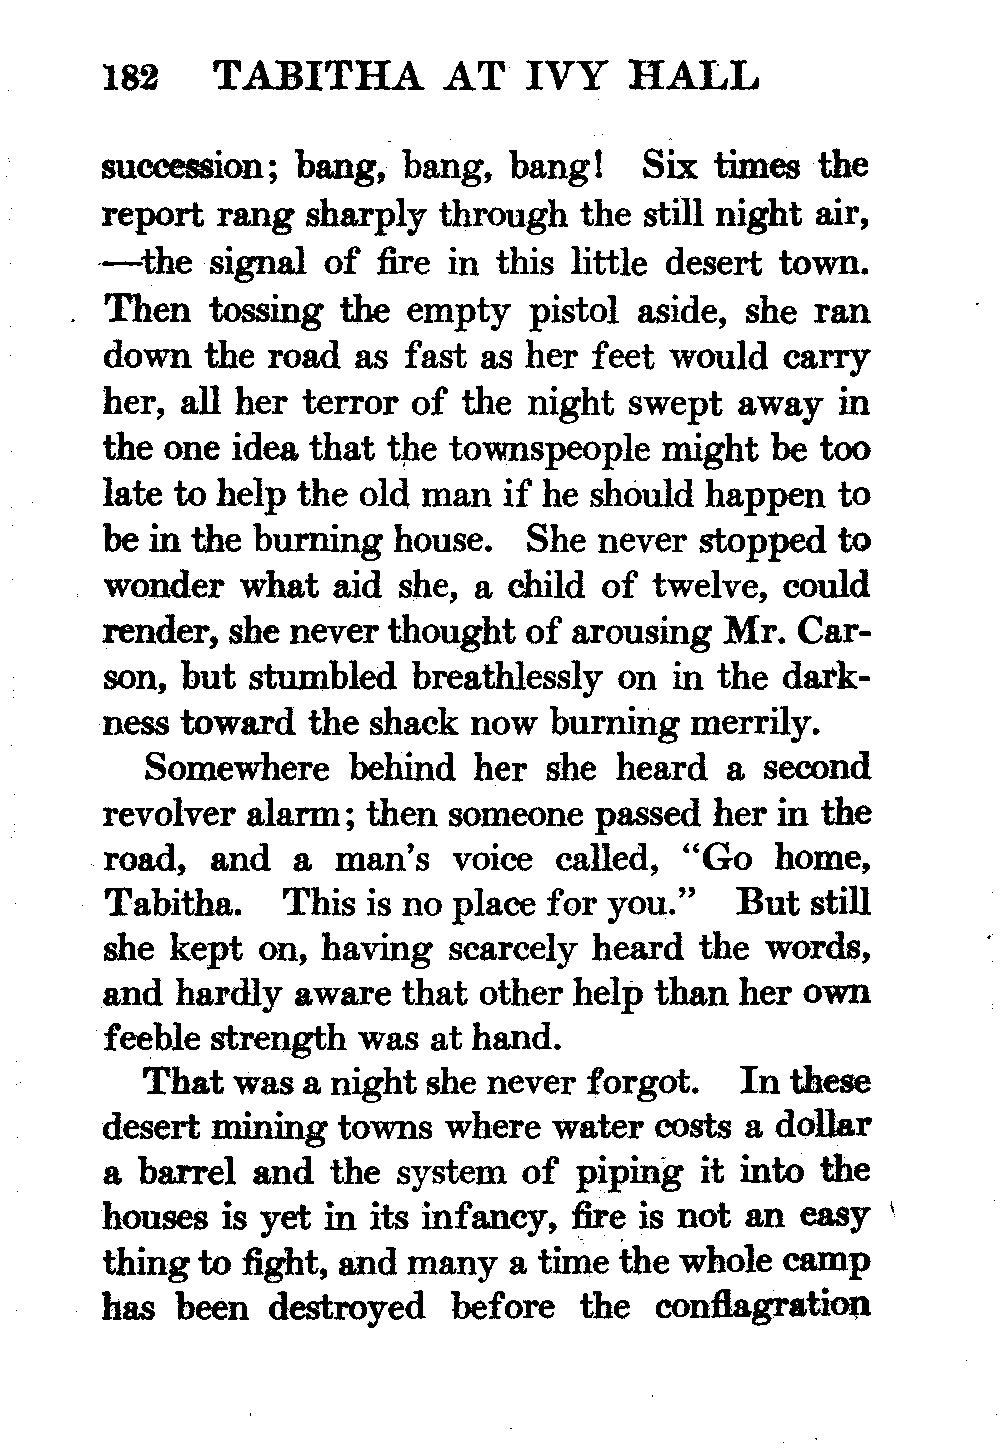 182 TABITHA AT IVY HALL
succession; bang, bang, bang! Six times the
report rang sharply through the still night air,
—the signal of fire in this little desert town.
Then tossing the empty pistol aside, she ran
down the road as fast as her feet would carry
her, all her terror of the night swept away in
the one idea that the townspeople might be too
late to help the old man if he should happen to
be in the burning house. She never stopped to
wonder what aid she, a child of twelve, could
render, she never thought of arousing Mr. Car-
son, but stumbled breathlessly on in the dark-
ness toward the shack now burning merrily.
Somewhere behind her she heard a second
revolver alarm; then someone passed her in the
road, and a man's voice called, "Go home,
Tabitha. This is no place for you." But still
she kept on, having scarcely heard the words,
and hardly aware that other help than her own
feeble strength was at hand.
That was a night she never forgot. In these
desert mining towns where water costs a dollar
a barrel and the system of piping it into the
houses is yet in its infancy, fire is not an easy
thing to fight, and many a time the whole camp
has been destroyed before the conflagration